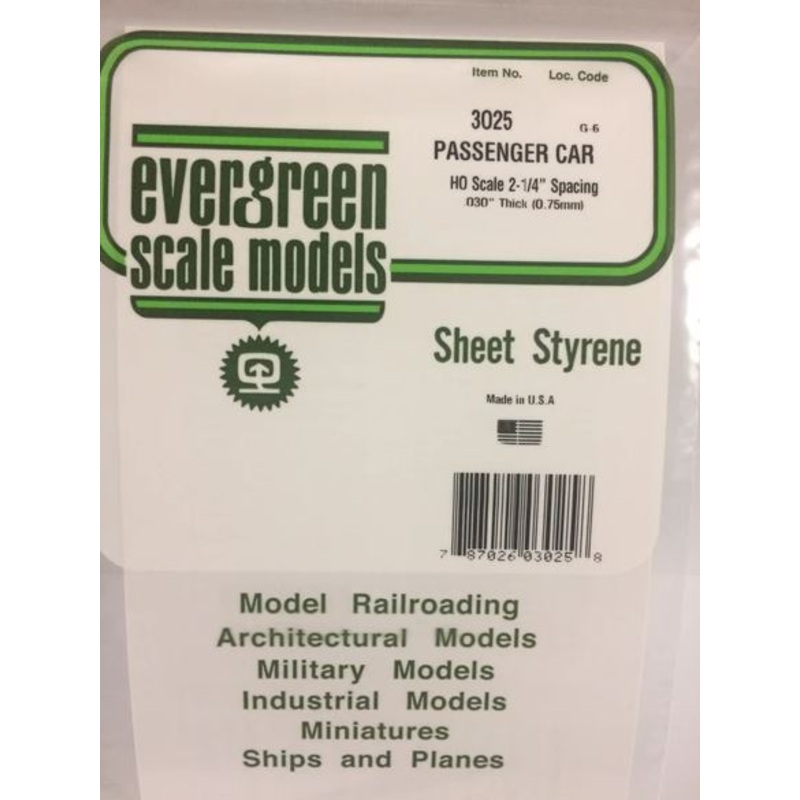 Item No. Loc. Code
3025 G-6
PASSENGER CAR
HO Scale 2-1/4" Spacing
.030" Thick (0.75mm)
evergreen
scale models
Sheet Styrene
Made in U.S.A
7 87026 03025 8
Model Railroading
Architectural Models
Military Models
Industrial Models
Miniatures
Ships and Planes